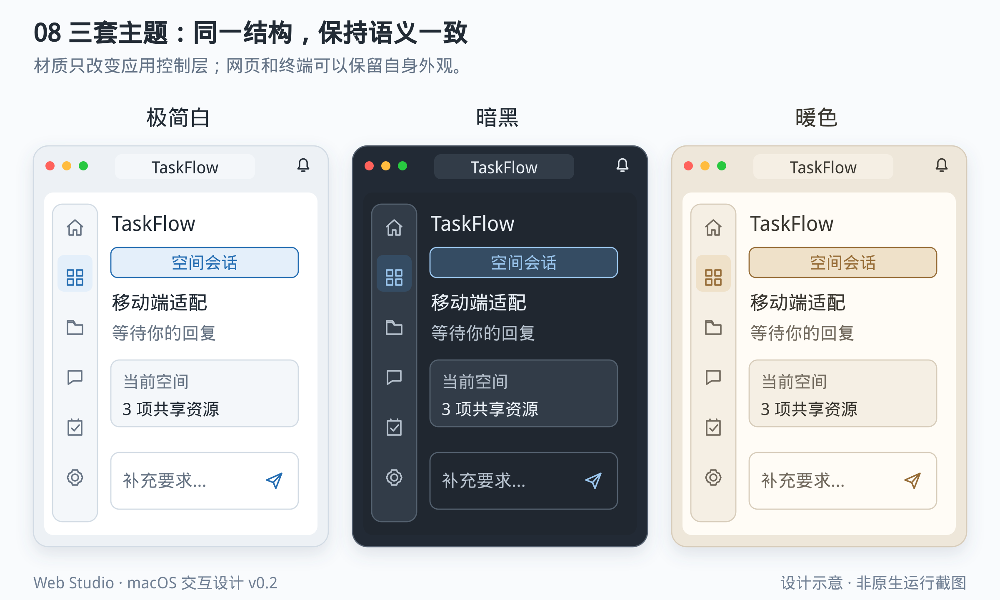 08 三套主题：同一结构，保持语义一致
材质只改变应用控制层；网页和终端可以保留自身外观。
极简白
TaskFlow
TaskFlow
空间会话
移动端适配
等待你的回复
当前空间
3 项共享资源
补充要求...
暗黑
TaskFlow
TaskFlow
空间会话
移动端适配
等待你的回复
当前空间
3 项共享资源
补充要求...
暖色
TaskFlow
TaskFlow
空间会话
移动端适配
等待你的回复
当前空间
3 项共享资源
补充要求...
Web Studio · macOS 交互设计 v0.2
设计示意 · 非原生运行截图